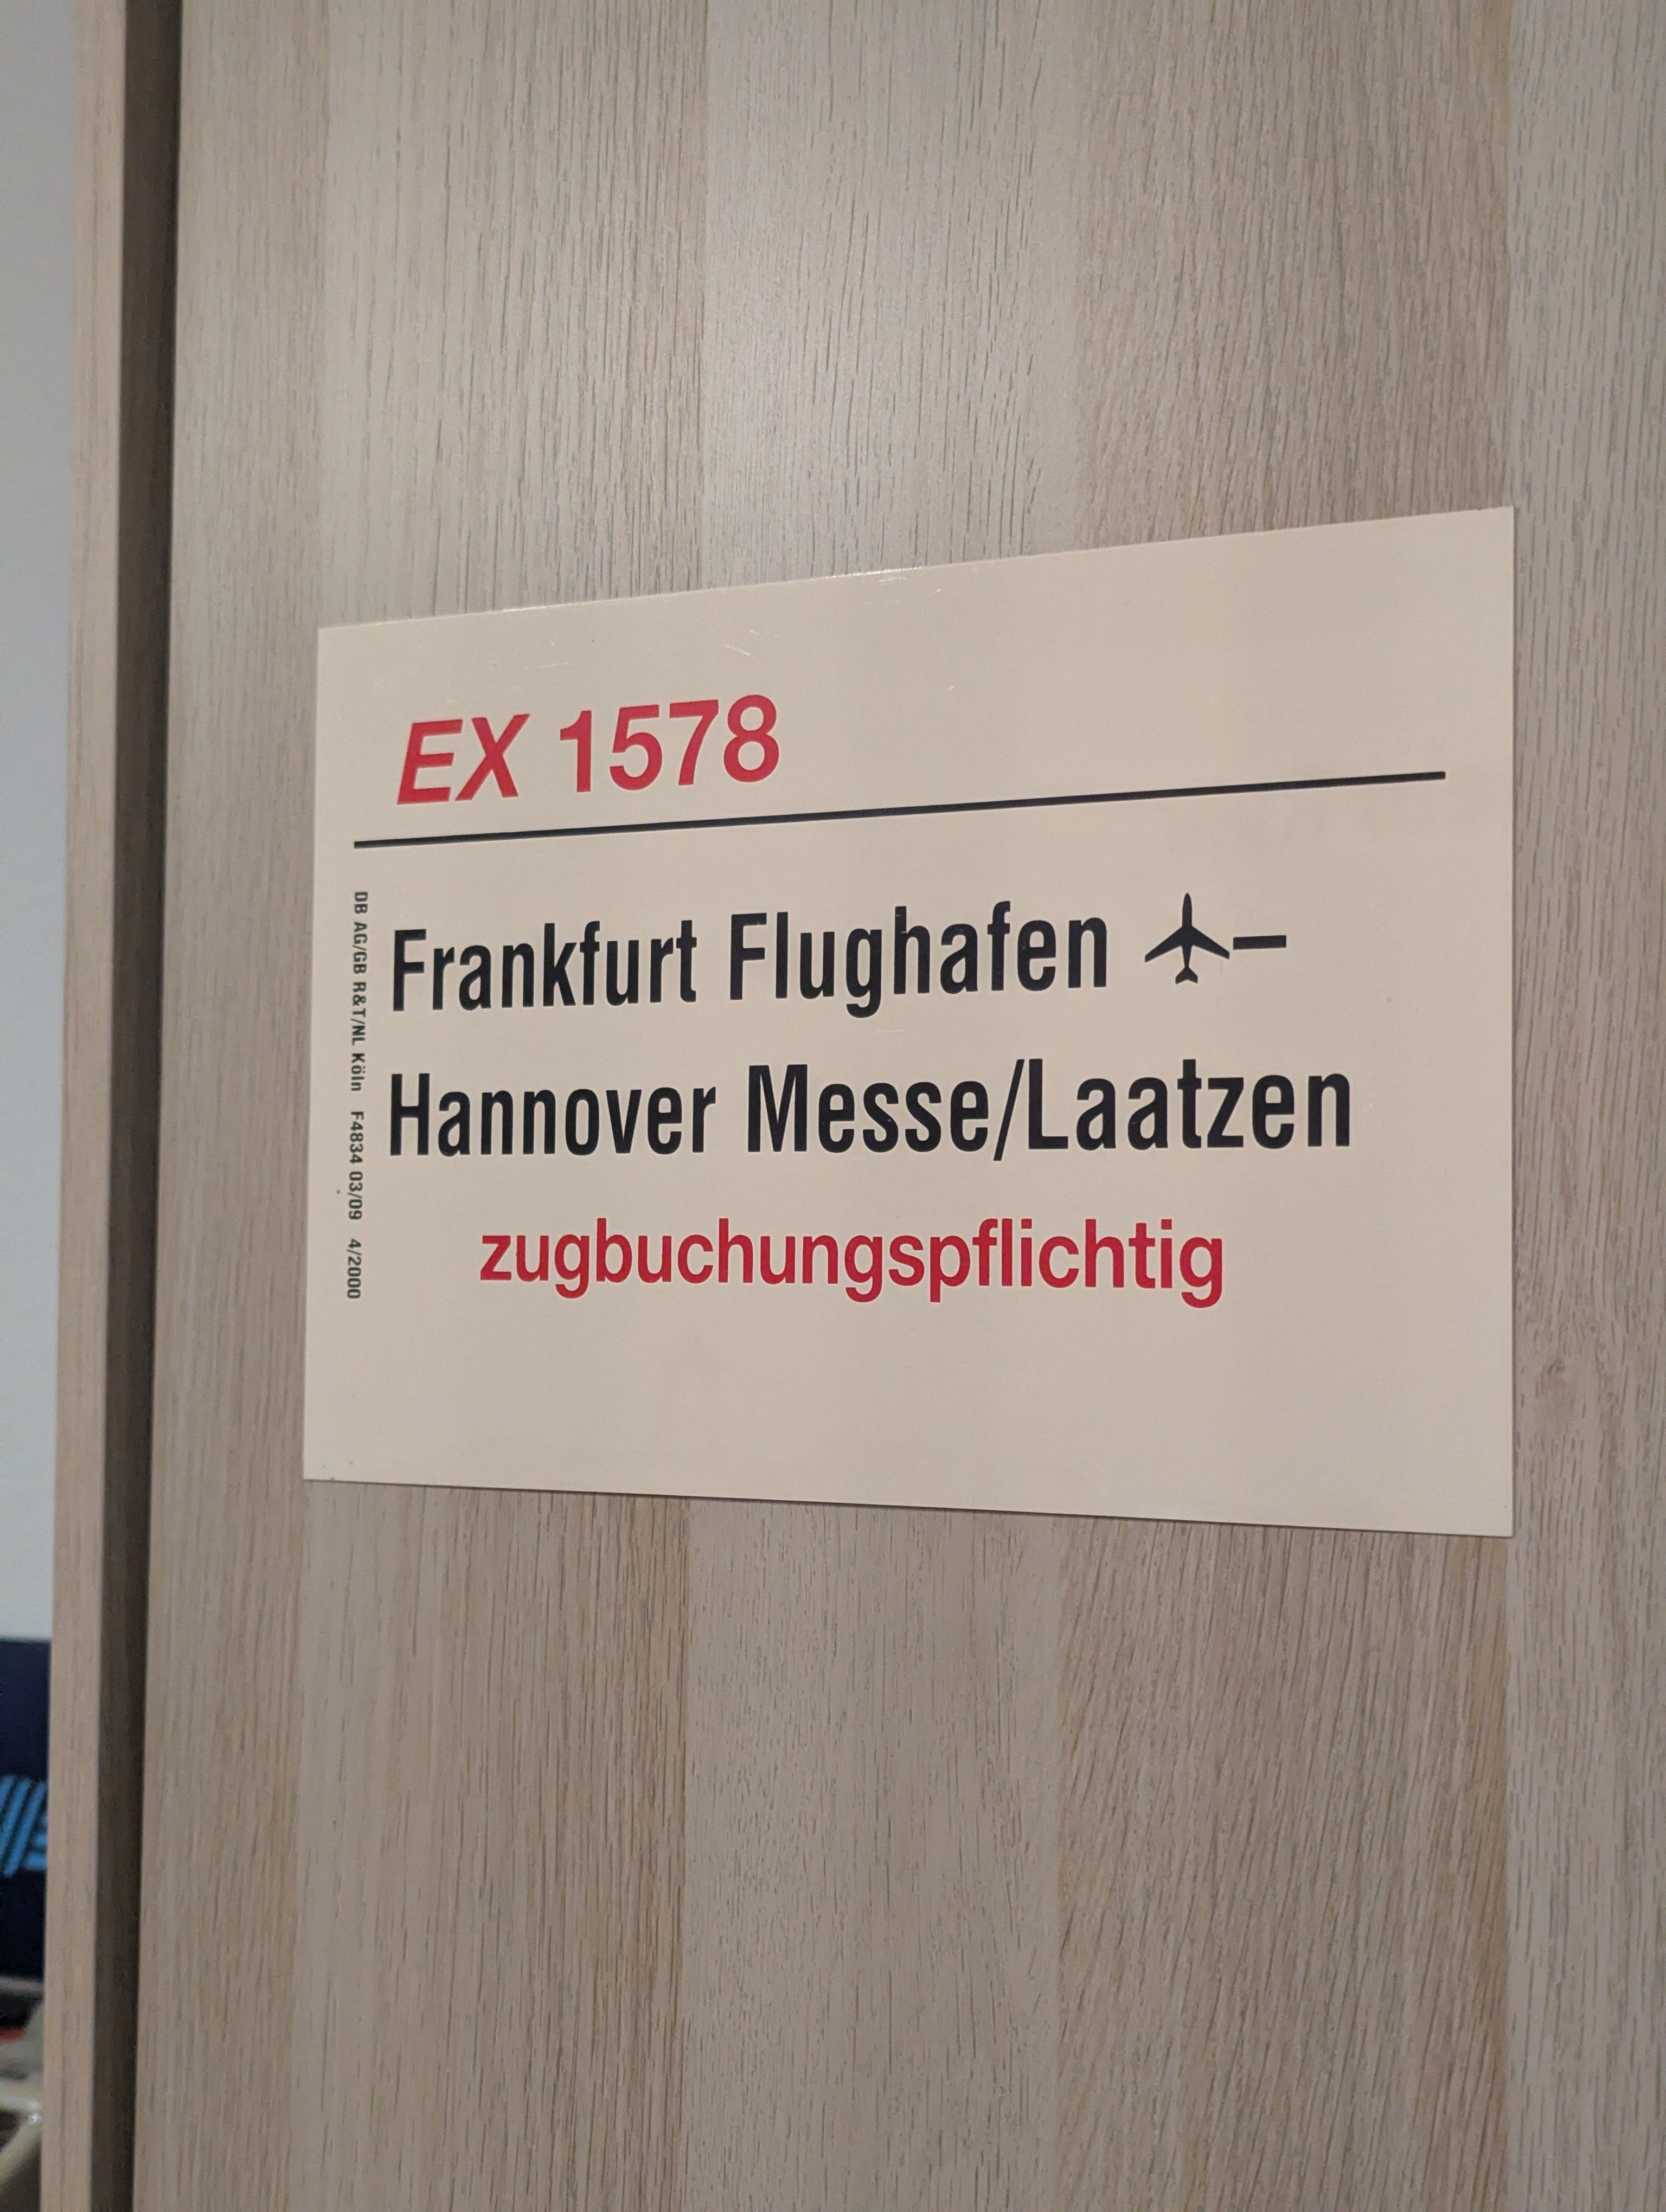 EX 1578
Frankfurt Flughafen ✈–
Hannover Messe/Laatzen
zugbuchungspflichtig
DB AG/GB R&T/NL Köln F4834 03/09 4/2000